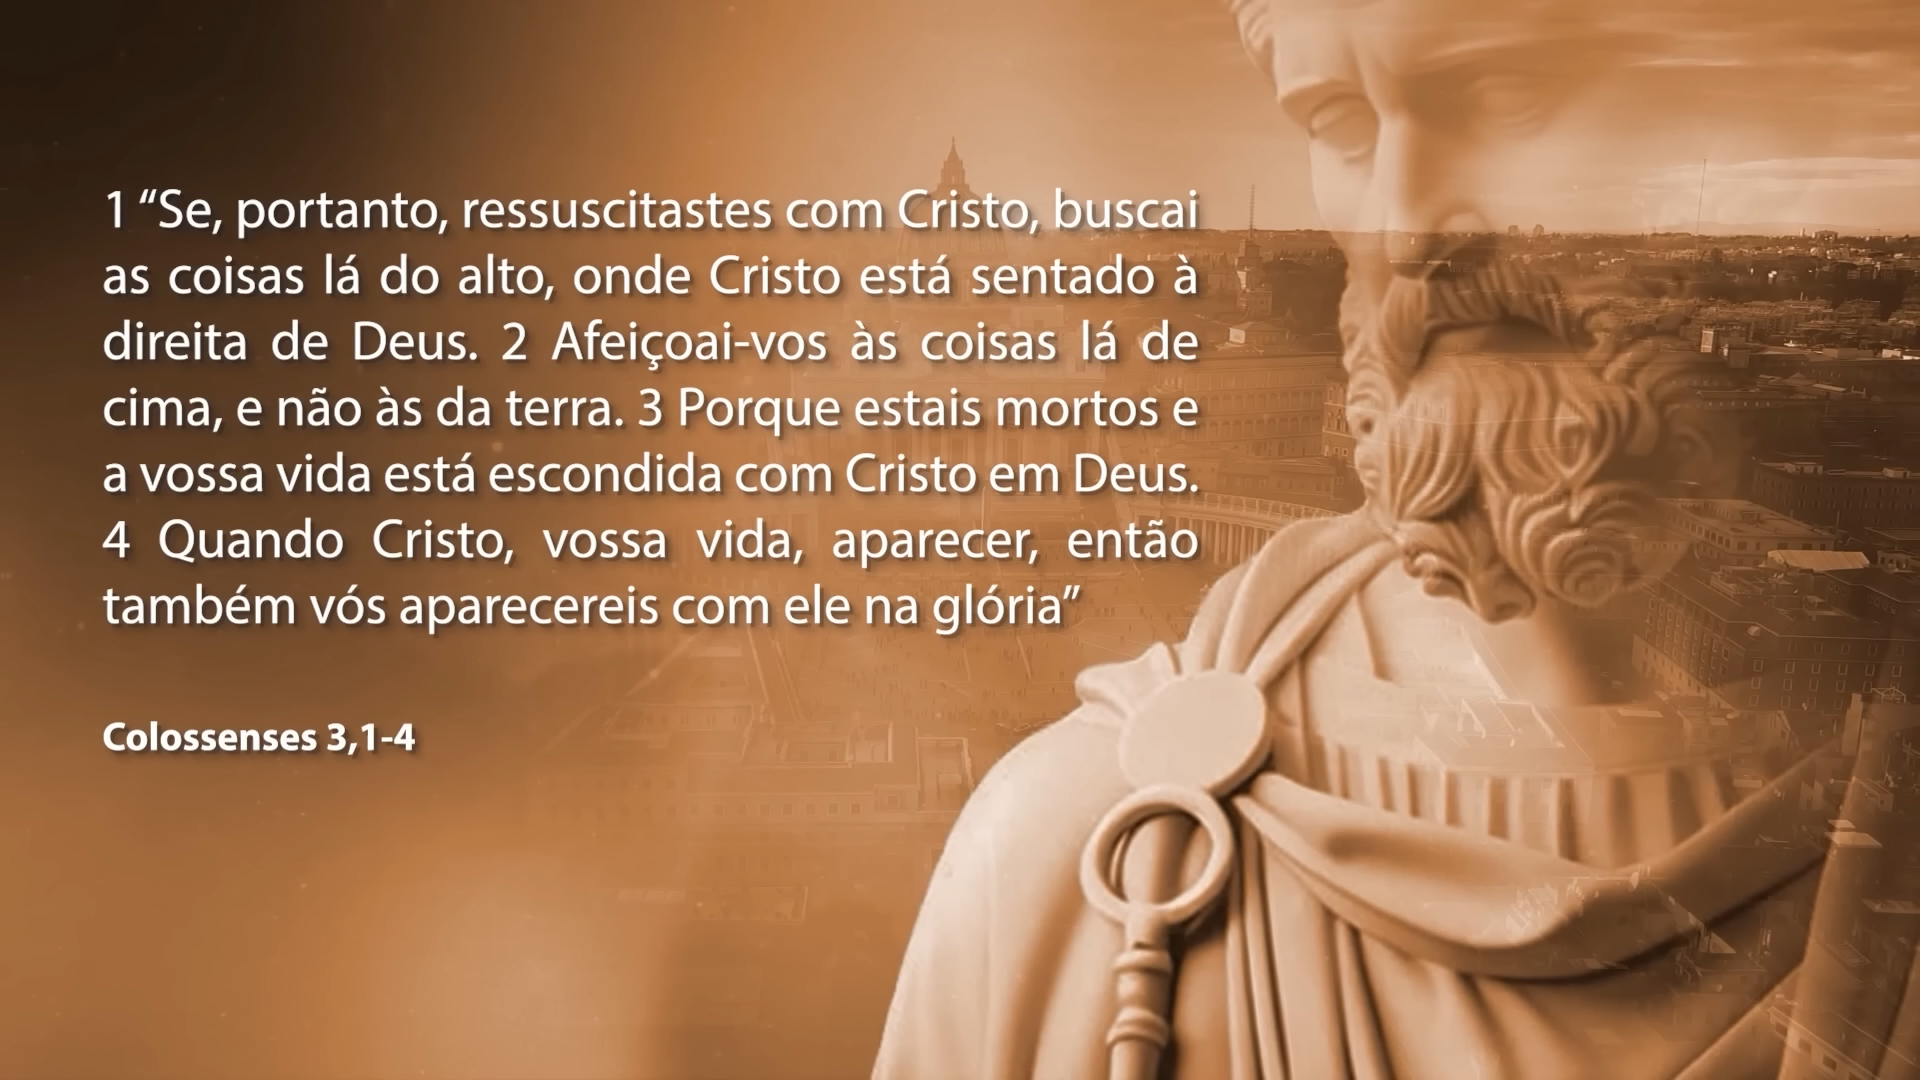 1 “Se, portanto, ressuscitastes com Cristo, buscai
as coisas lá do alto, onde Cristo está sentado à
direita de Deus. 2 Afeiçoai-vos às coisas lá de
cima, e não às da terra. 3 Porque estais mortos e
a vossa vida está escondida com Cristo em Deus.
4 Quando Cristo, vossa vida, aparecer, então
também vós aparecereis com ele na glória”
Colossenses 3,1-4